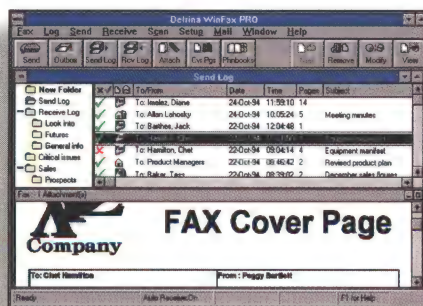 Delrina WinFax PRO
Fax Log Send Receive Scan Setup Mail Window Help
Send Outbox Send Log Rcv Log Attach Cvr Pgs Phnbooks Remove Modify View
Send Log
New Folder
Send Log
Receive Log
Look into
Futures
General info
Critical issues
Sales
Prospects
To/From Date Time Pages Subject
Diane 24-Oct-94 11:59:10 14
To: Allan Lahosky 24-Oct-94 10:05:24 5 Meeting minutes
To: Barthes, Jack 22-Oct-94 12:04:48 1
To: Hamilton, Chet 22-Oct-94 09:04:14 4 Equipment manifest
To: Product Managers 22-Oct-94 08:46:42 2 Revised product plan
To: Bakar, Tess 22-Oct-94 08:39:02 2 December sales figures
Fax - 1 Attachment(s)
Company
FAX Cover Page
To: Chet Hamilton From : Peggy Bartlett
Ready Auto Receive:On F1 for Help